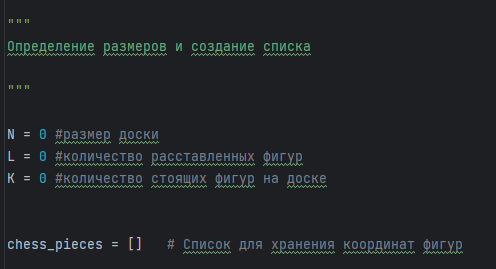 """
Определение размеров и создание списка
"""
N = 0 #размер доски
L = 0 #количество расставленных фигур
K = 0 #количество стоящих фигур на доске
chess_pieces = []   # Список для хранения координат фигур